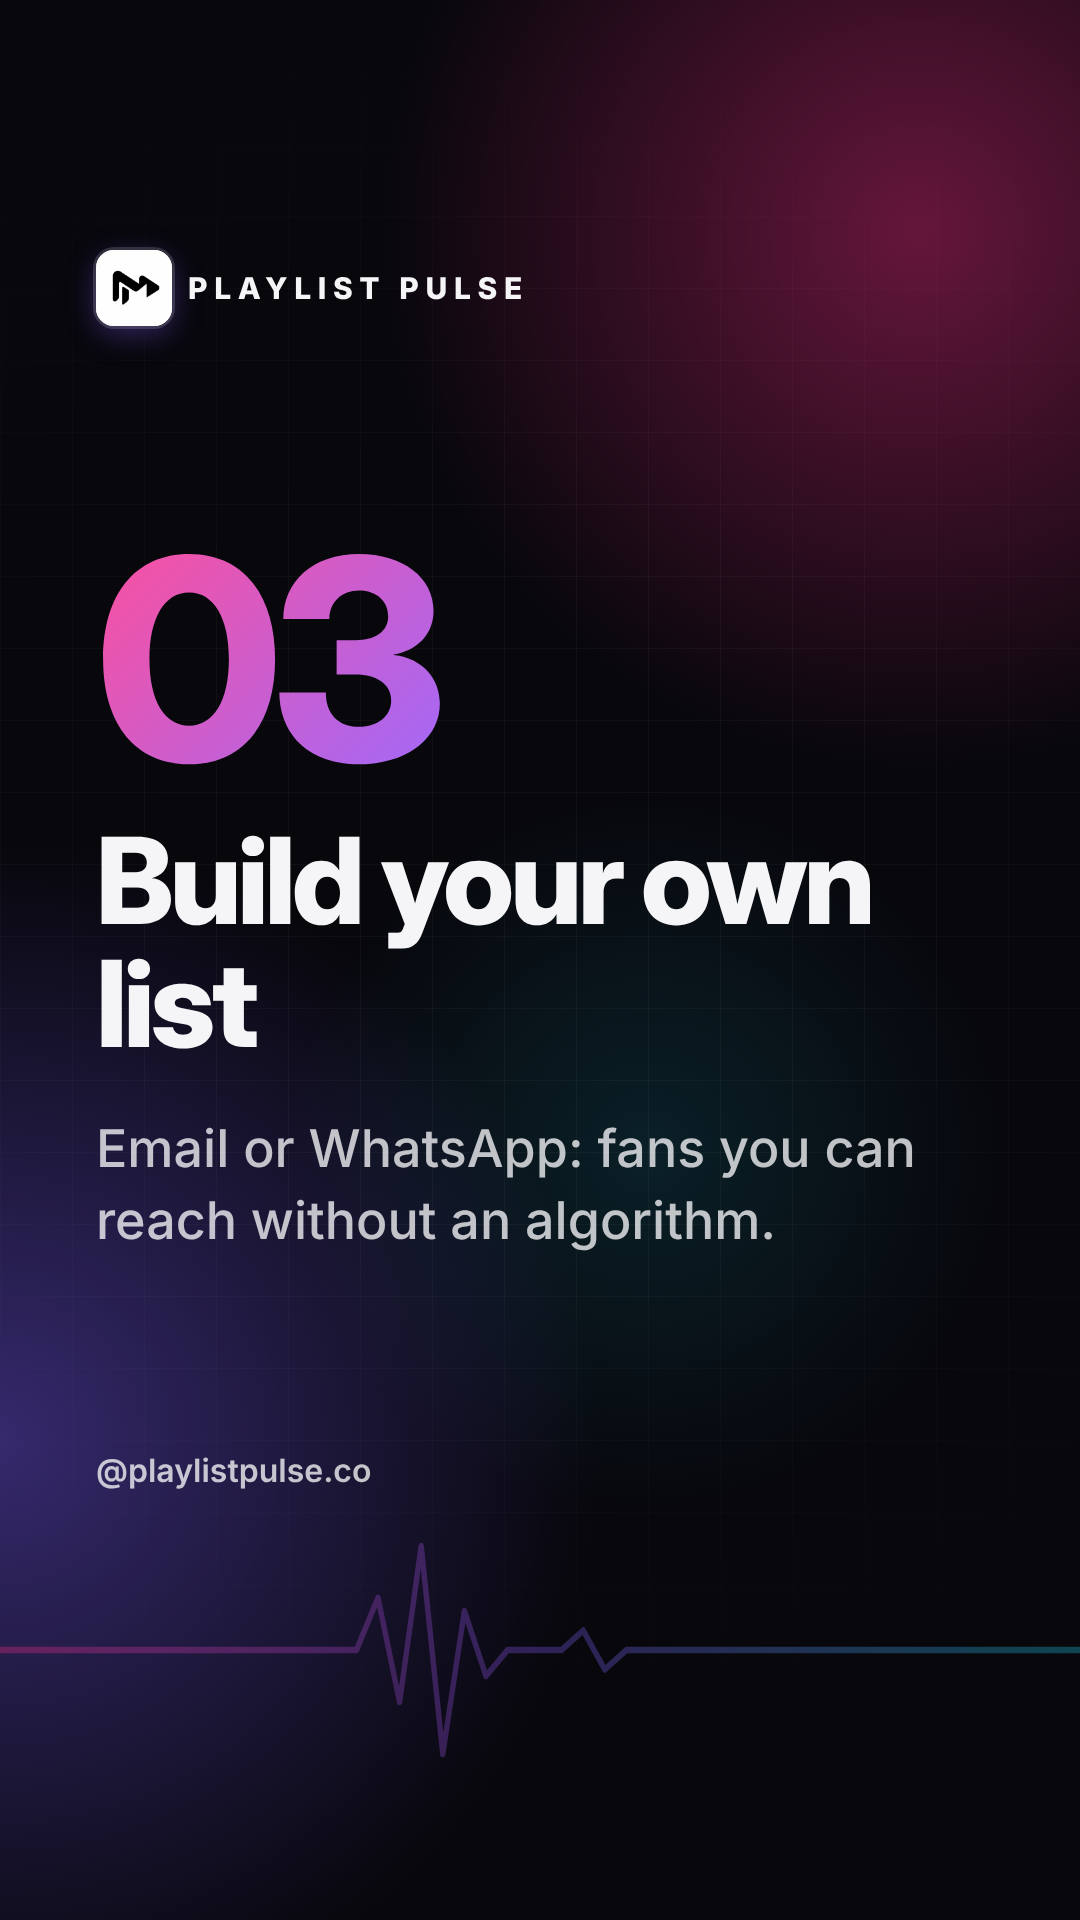 PLAYLIST PULSE
03
Build your own
list
Email or WhatsApp: fans you can
reach without an algorithm.
@playlistpulse.co